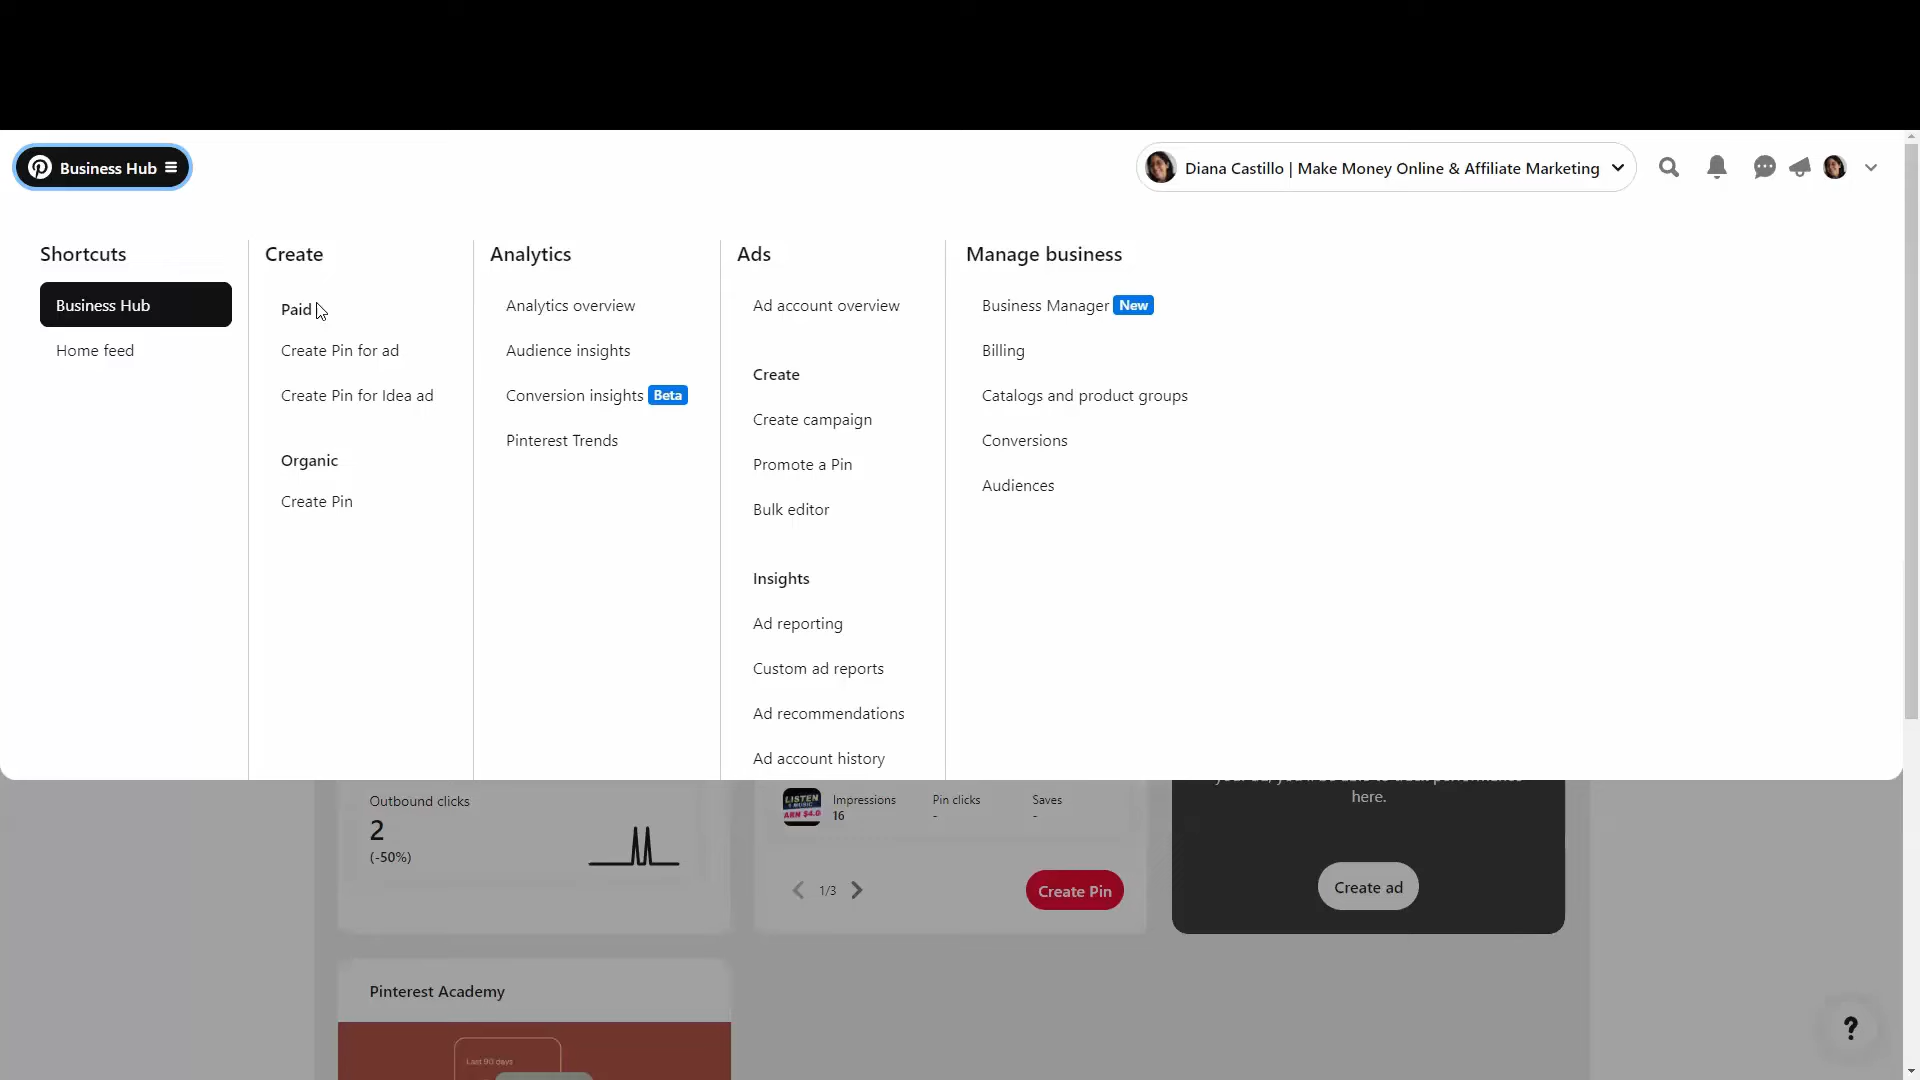 Business Hub
Diana Castillo | Make Money Online & Affiliate Marketing
Shortcuts
Business Hub
Home feed
Create
Paid
Create Pin for ad
Create Pin for Idea ad
Organic
Create Pin
Analytics
Analytics overview
Audience insights
Conversion insights Beta
Pinterest Trends
Ads
Ad account overview
Create
Create campaign
Promote a Pin
Bulk editor
Insights
Ad reporting
Custom ad reports
Ad recommendations
Ad account history
Manage business
Business Manager New
Billing
Catalogs and product groups
Conversions
Audiences
Outbound clicks
2
(-50%)
LISTEN
Impressions Pin clicks Saves
16 - -
1/3
Create Pin
here.
Create ad
Pinterest Academy
Last 90 days
?